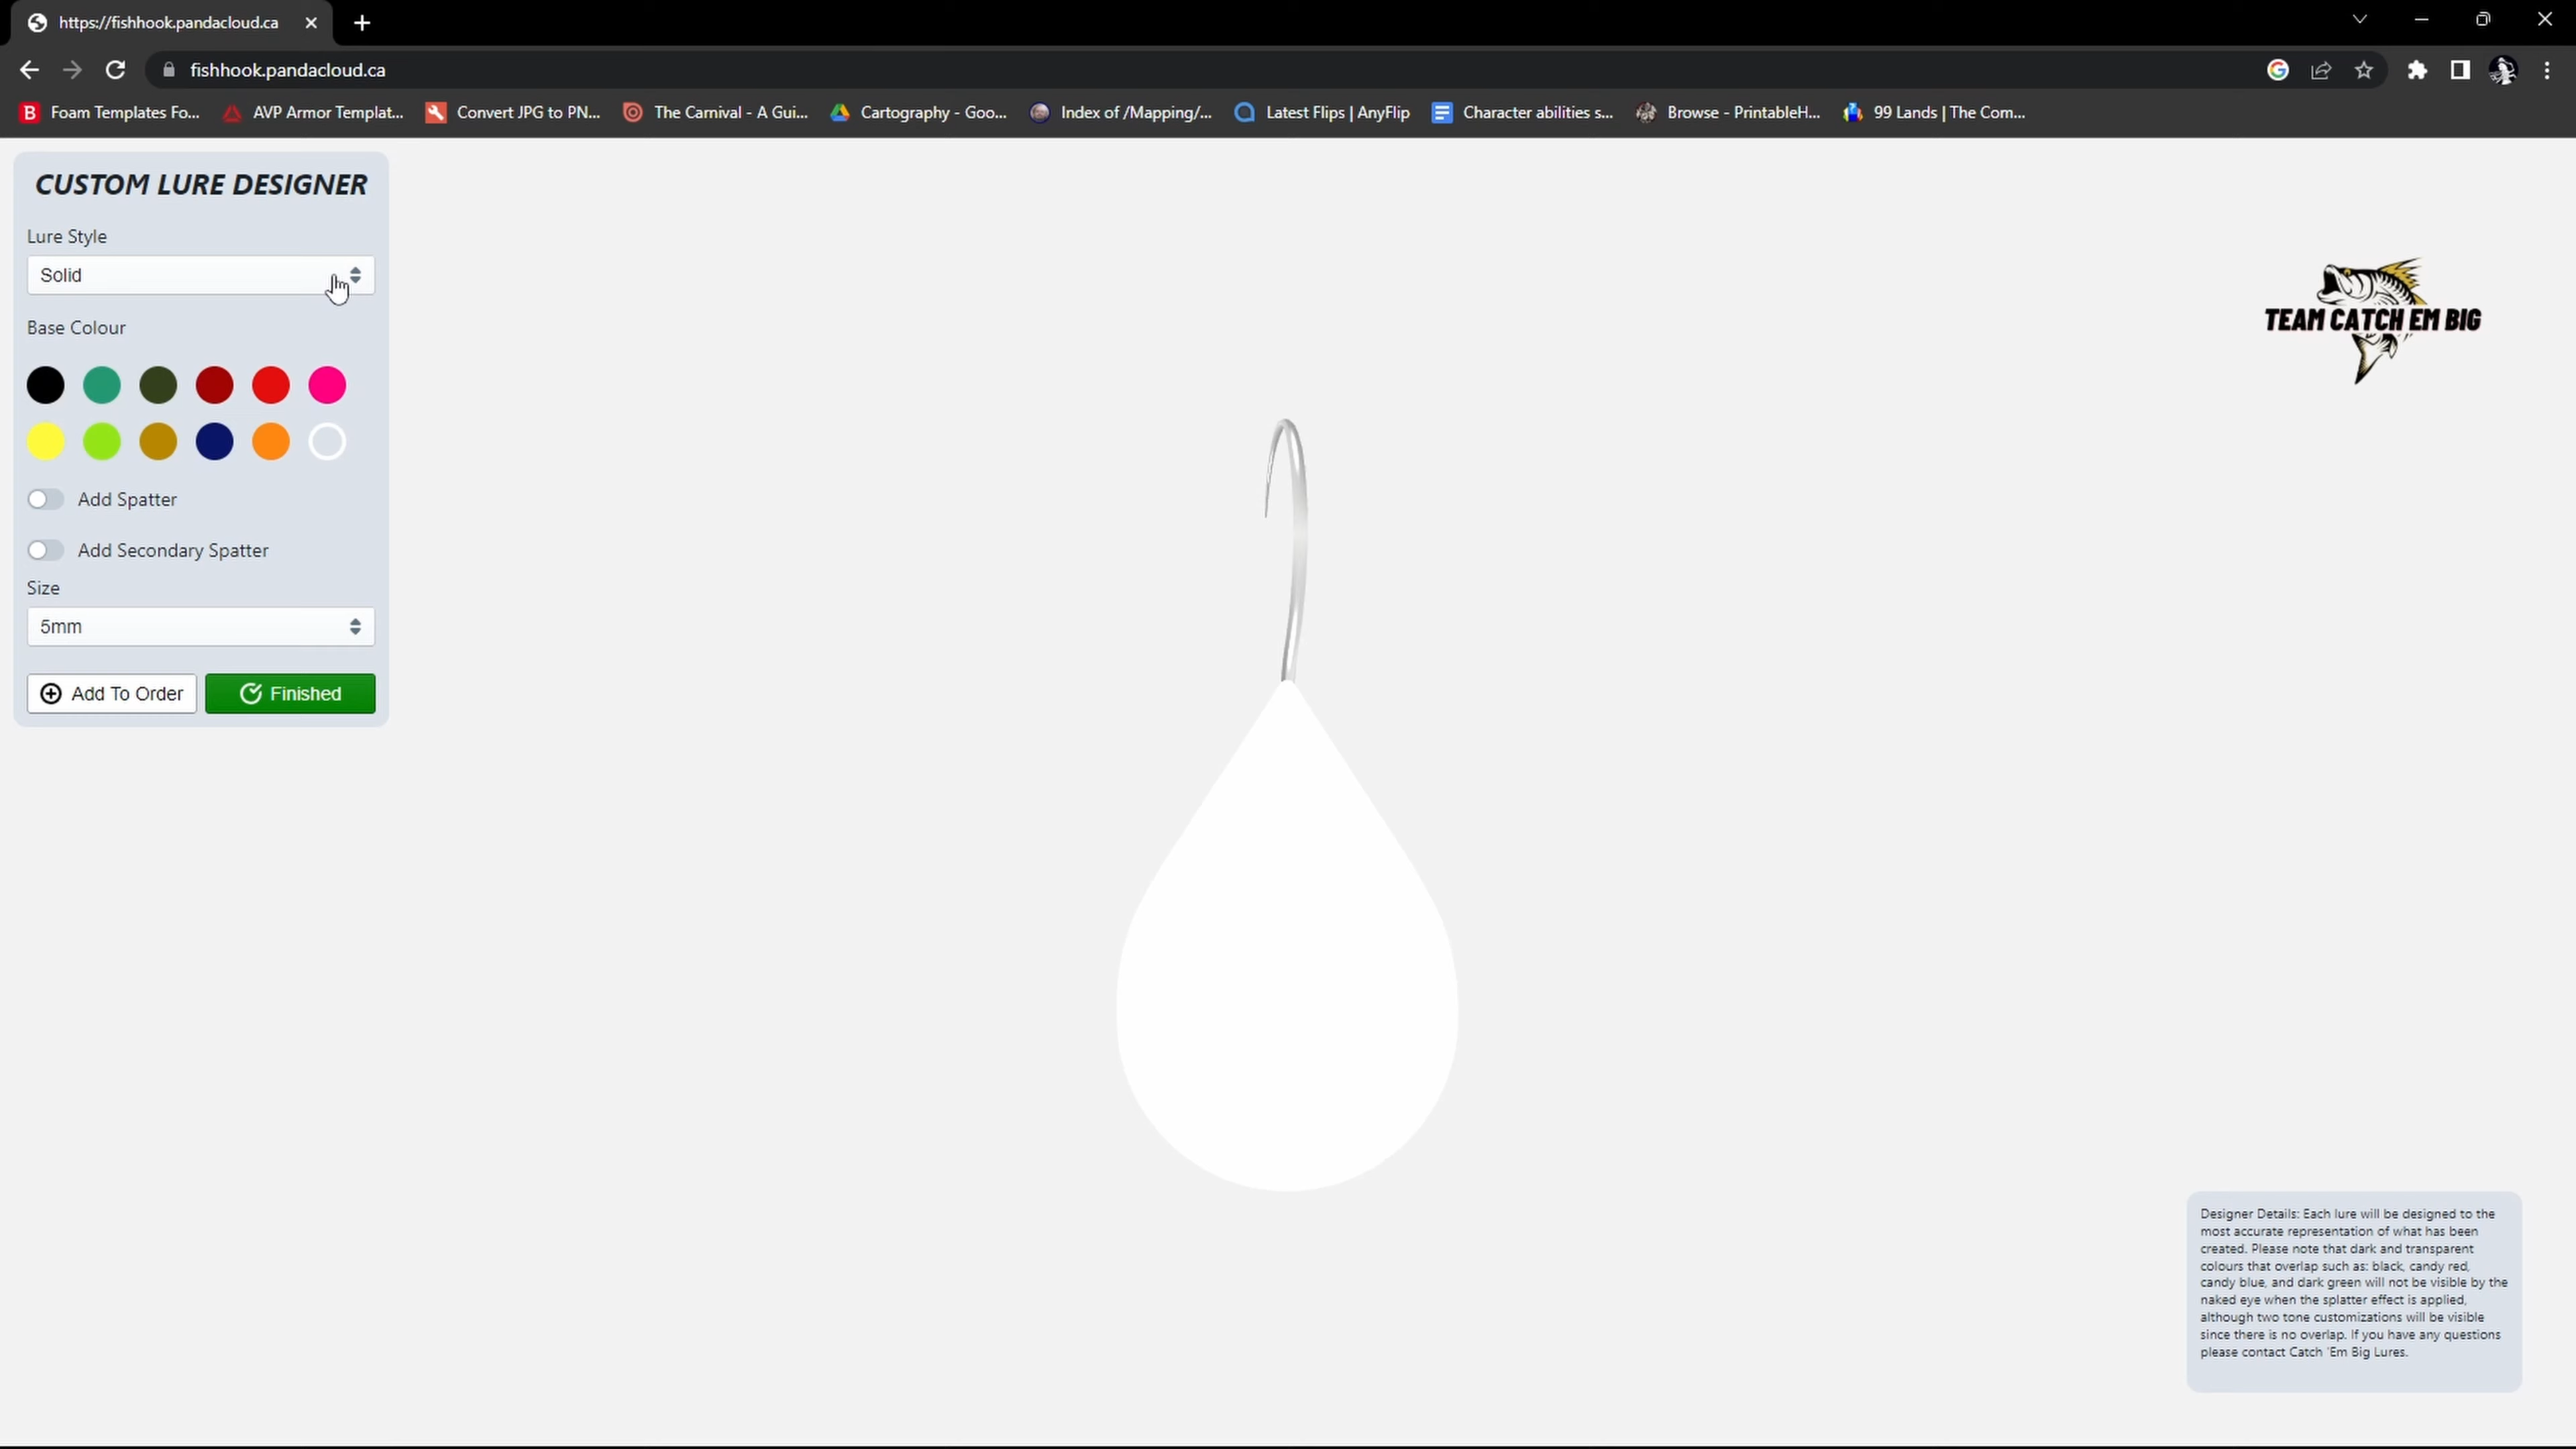 https://fishhook.pandacloud.ca
fishhook.pandacloud.ca
Foam Templates Fo... AVP Armor Templat... Convert JPG to PN... The Carnival - A Gui... Cartography - Goo... Index of /Mapping/... Latest Flips | AnyFlip Character abilities s... Browse - PrintableH... 99 Lands | The Com...
CUSTOM LURE DESIGNER
Lure Style
Solid
Base Colour
Add Spatter
Add Secondary Spatter
Size
5mm
Add To Order Finished
TEAM CATCH EM BIG
Designer Details: Each lure will be designed to the
most accurate representation of what has been
created. Please note that dark and transparent
colours that overlap such as: black, candy red,
candy blue, and dark green will not be visible by the
naked eye when the splatter effect is applied,
although two tone customizations will be visible
since there is no overlap. If you have any questions
please contact Catch 'Em Big Lures.